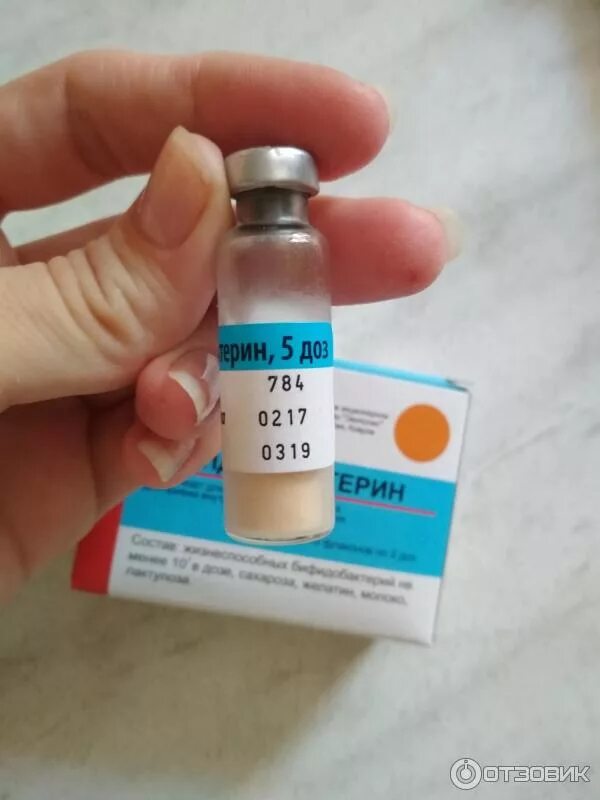 терин, 5 доз
784
0217
0319
ТЕРИН
Состав: жизнеспособных бифидобактерий не
менее 10⁷ в дозе, сахароза, желатин, молоко,
лактулоза.
ОТЗОВИК